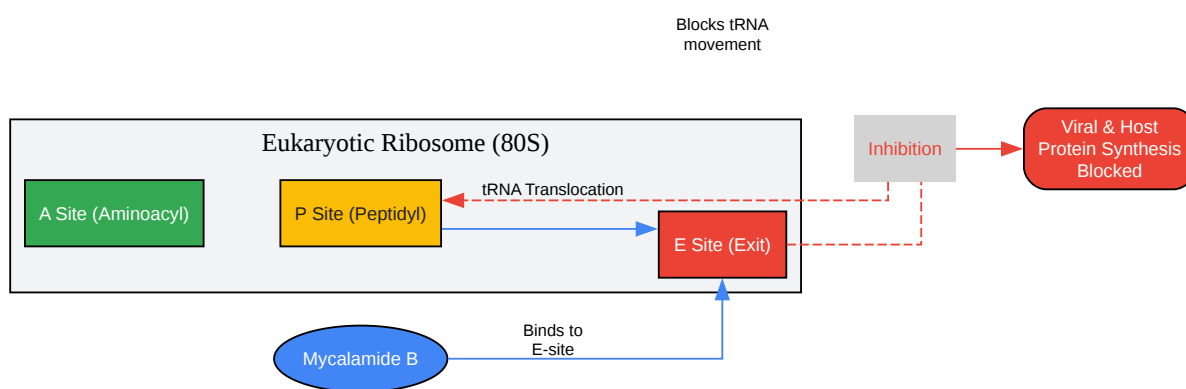 Blocks tRNA
movement
Eukaryotic Ribosome (80S)
Inhibition
Viral & Host
Protein Synthesis
Blocked
A Site (Aminoacyl)
P Site (Peptidyl)
tRNA Translocation
E Site (Exit)
Mycalamide B
Binds to
E-site